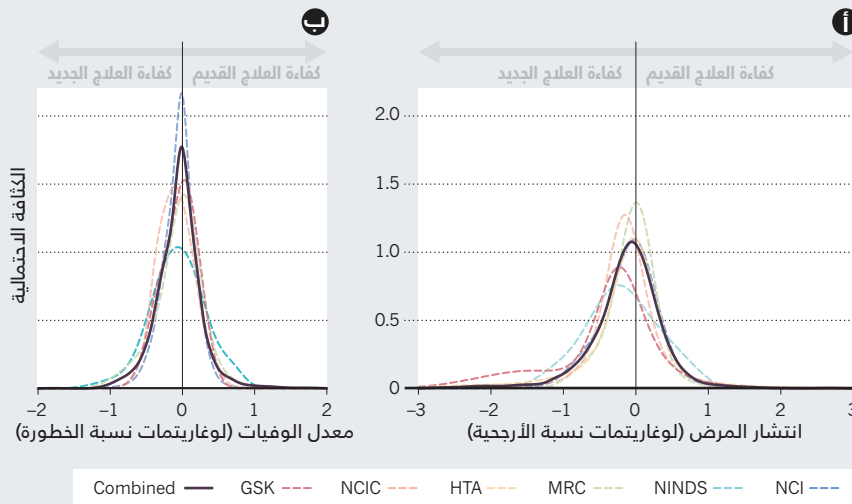 أ
كفاءة العلاج القديم
كفاءة العلاج الجديد
2.0
1.5
1.0
0.5
0
–3 –2 –1 0 1 2 3
انتشار المرض (لوغاريتمات نسبة الأرجحية)
ب
كفاءة العلاج القديم
كفاءة العلاج الجديد
الكثافة الاحتمالية
–2 –1 0 1 2
معدل الوفيات (لوغاريتمات نسبة الخطورة)
Combined GSK NCIC HTA MRC NINDS NCI